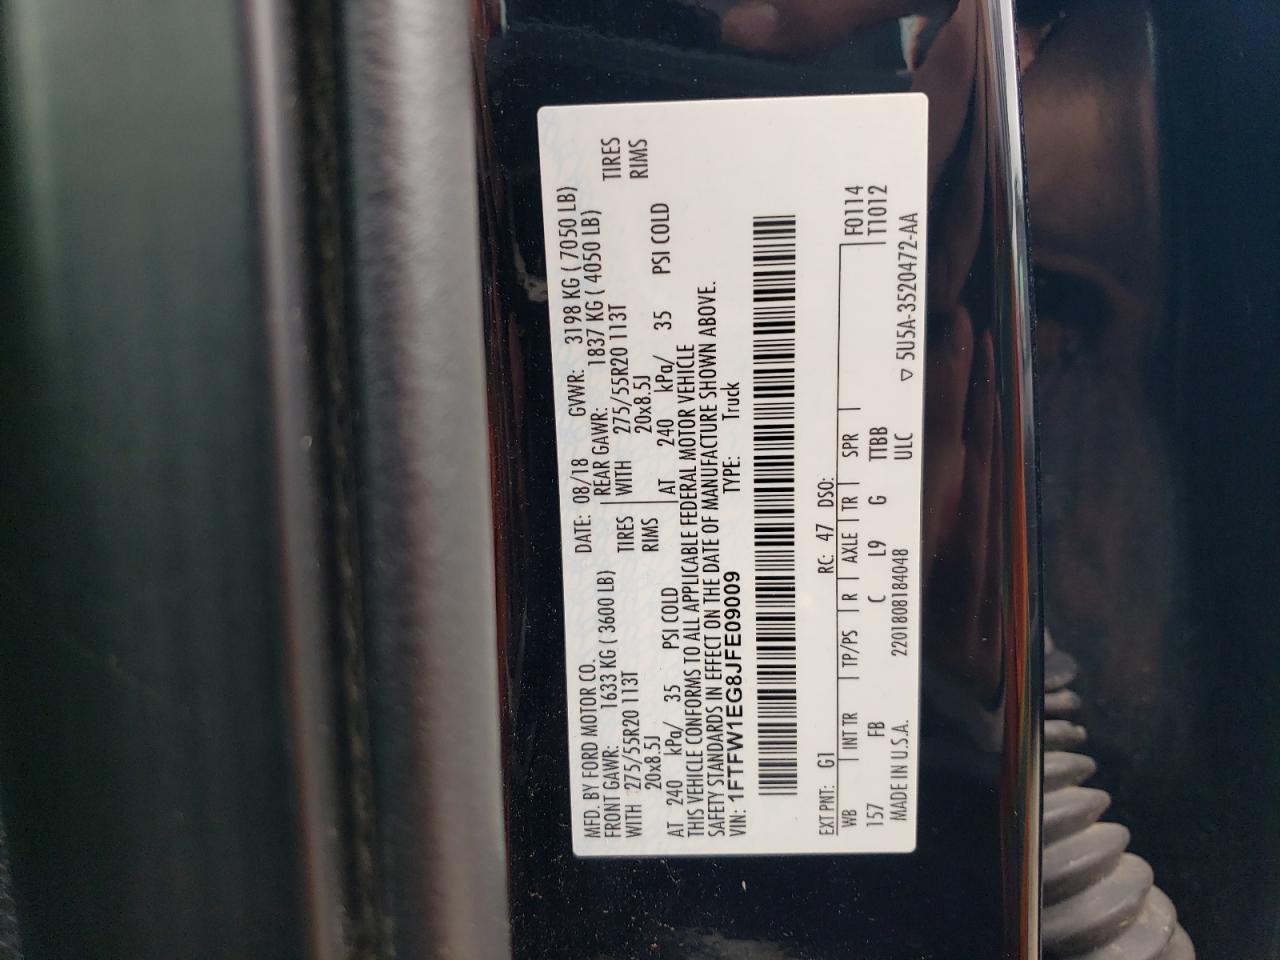 MFD. BY FORD MOTOR CO. DATE: 08/18 GVWR: 3198 KG ( 7050 LB)
FRONT GAWR: 1633 KG ( 3600 LB) REAR GAWR: 1837 KG ( 4050 LB)
WITH 275/55R20 113T TIRES WITH 275/55R20 113T TIRES
20x8.5J RIMS 20x8.5J RIMS
AT 240 kPa/ 35 PSI COLD AT 240 kPa/ 35 PSI COLD
THIS VEHICLE CONFORMS TO ALL APPLICABLE FEDERAL MOTOR VEHICLE
SAFETY STANDARDS IN EFFECT ON THE DATE OF MANUFACTURE SHOWN ABOVE.
VIN: 1FTFW1EG8JFE09009 TYPE: Truck
EXT PNT: G1 RC: 47 DSO:
WB INT TR TP/PS R AXLE TR SPR F0114
157 FB C L9 G TTBB T1012
MADE IN U.S.A. 2201808184048 ULC ▽ 5U5A-3520472-AA